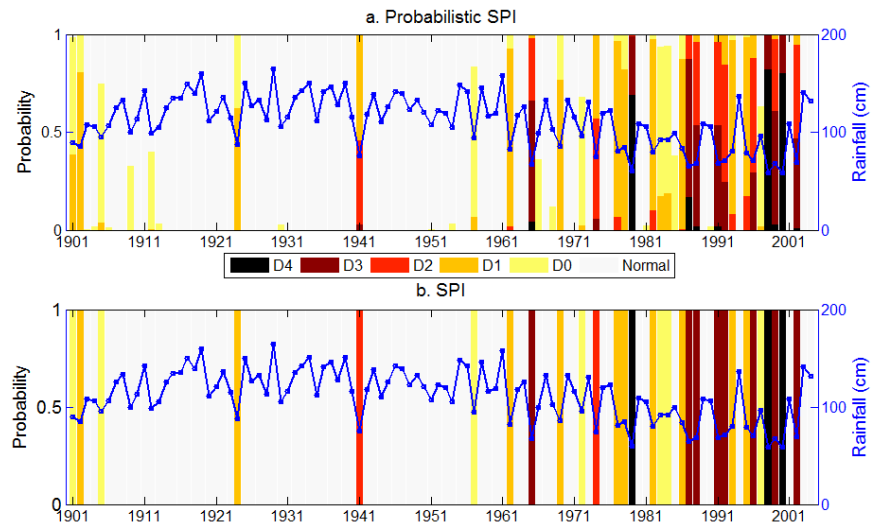 a. Probabilistic SPI
1
0.5
0
Probability
200
100
0
Rainfall (cm)
1901 1911 1921 1931 1941 1951 1961 1971 1981 1991 2001
D4 D3 D2 D1 D0 Normal
b. SPI
1
0.5
0
Probability
200
100
0
Rainfall (cm)
1901 1911 1921 1931 1941 1951 1961 1971 1981 1991 2001